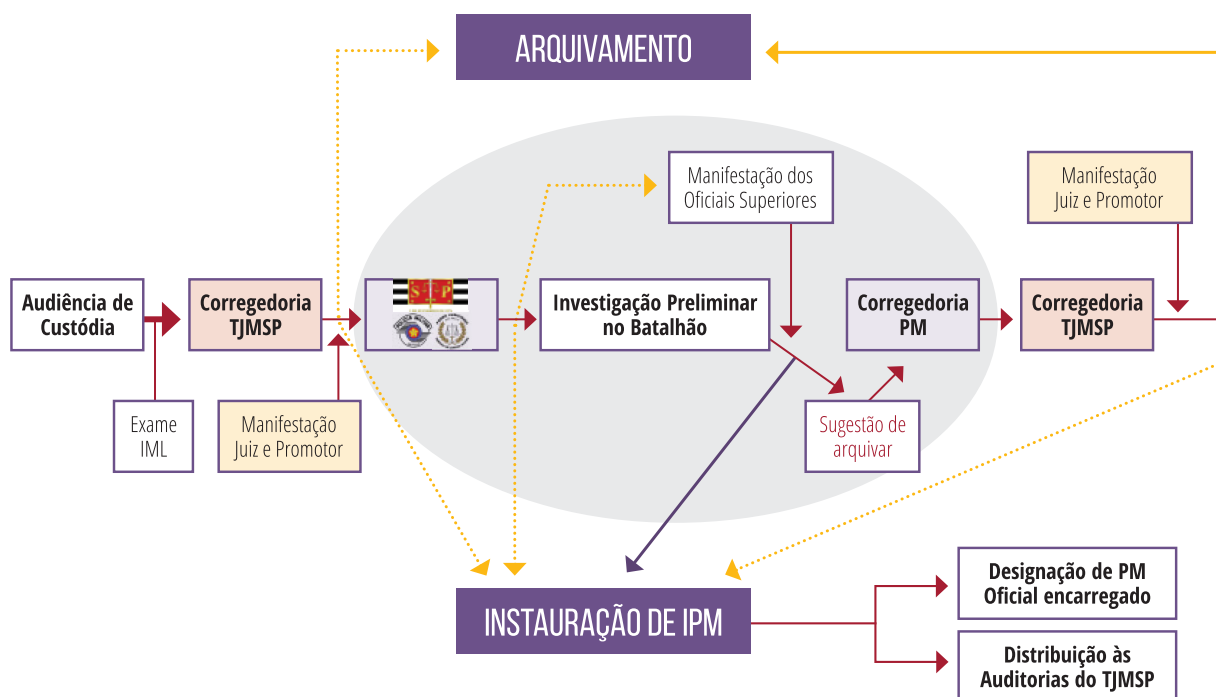 ARQUIVAMENTO
Manifestação dos
Oficiais Superiores
Manifestação
Juiz e Promotor
Audiência de
Custódia
Corregedoria
TJMSP
S P
Investigação Preliminar
no Batalhão
Corregedoria
PM
Corregedoria
TJMSP
Exame
IML
Manifestação
Juiz e Promotor
Sugestão de
arquivar
INSTAURAÇÃO DE IPM
Designação de PM
Oficial encarregado
Distribuição às
Auditorias do TJMSP